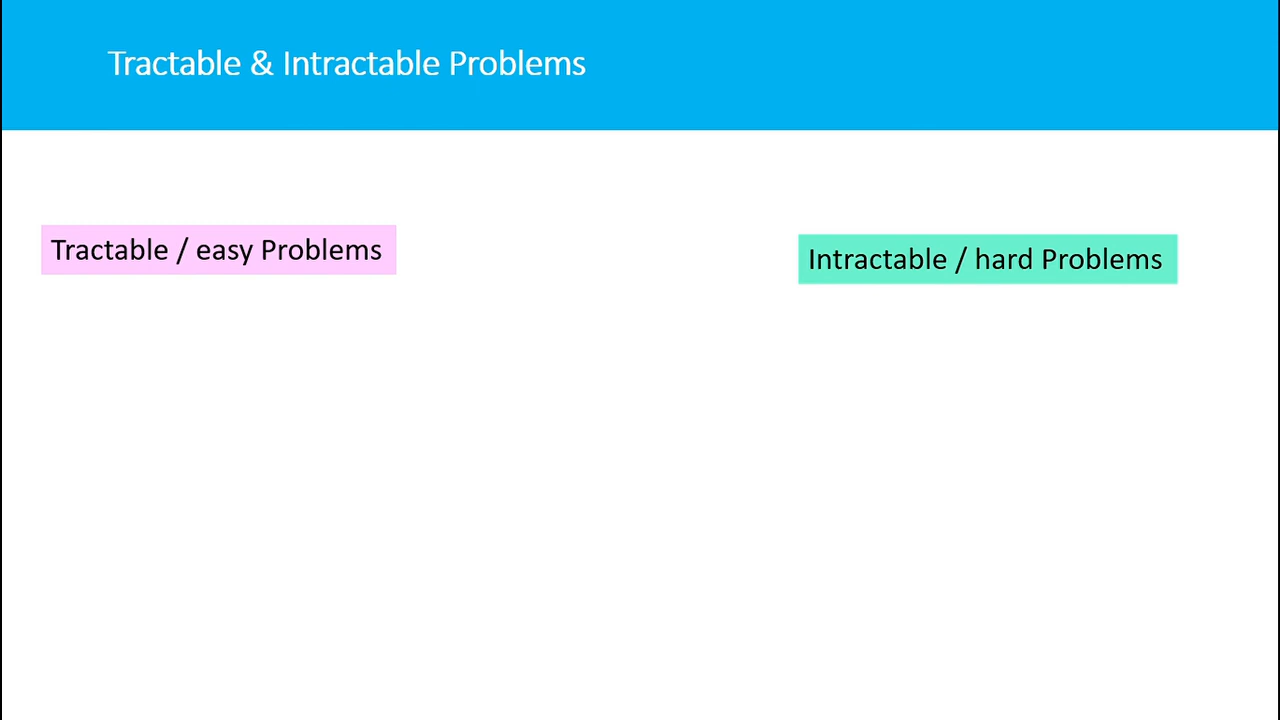 Tractable & Intractable Problems
Tractable / easy Problems
Intractable / hard Problems